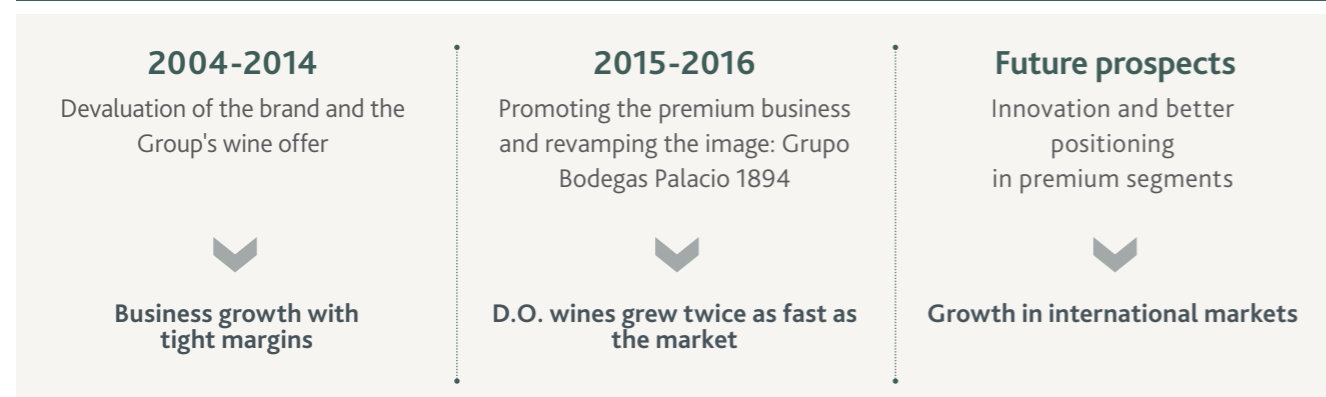 2004-2014
Devaluation of the brand and the
Group's wine offer
Business growth with
tight margins
2015-2016
Promoting the premium business
and revamping the image: Grupo
Bodegas Palacio 1894
D.O. wines grew twice as fast as
the market
Future prospects
Innovation and better
positioning
in premium segments
Growth in international markets